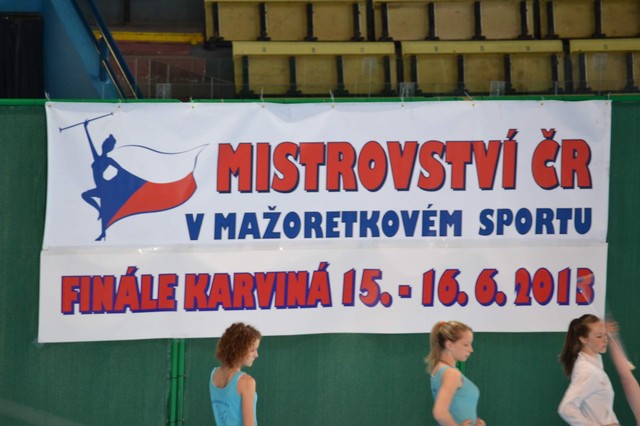 MISTROVSTVÍ ČR
V MAŽORETKOVÉM SPORTU
FINÁLE KARVINÁ 15. - 16. 6. 2013